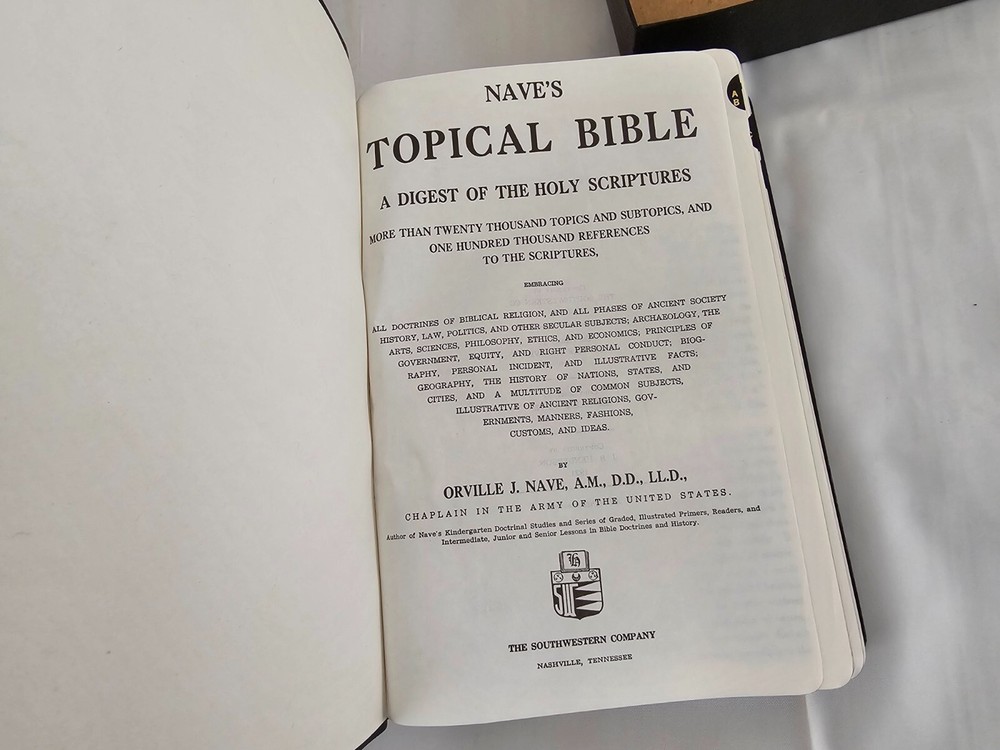 NAVE'S
TOPICAL BIBLE
A DIGEST OF THE HOLY SCRIPTURES
MORE THAN TWENTY THOUSAND TOPICS AND SUBTOPICS, AND
ONE HUNDRED THOUSAND REFERENCES
TO THE SCRIPTURES,
EMBRACING
ALL DOCTRINES OF BIBLICAL RELIGION, AND ALL PHASES OF ANCIENT SOCIETY
HISTORY, LAW, POLITICS, AND OTHER SECULAR SUBJECTS; ARCHAEOLOGY, THE
ARTS, SCIENCES, PHILOSOPHY, ETHICS, AND ECONOMICS; PRINCIPLES OF
GOVERNMENT, EQUITY, AND RIGHT PERSONAL CONDUCT; BIOG-
RAPHY, PERSONAL INCIDENT, AND ILLUSTRATIVE FACTS;
GEOGRAPHY, THE HISTORY OF NATIONS, STATES, AND
CITIES, AND A MULTITUDE OF COMMON SUBJECTS,
ILLUSTRATIVE OF ANCIENT RELIGIONS, GOV-
ERNMENTS, MANNERS, FASHIONS,
CUSTOMS, AND IDEAS.
BY
ORVILLE J. NAVE, A.M., D.D., LL.D.,
CHAPLAIN IN THE ARMY OF THE UNITED STATES.
Author of Nave's Kindergarten Doctrinal Studies and Series of Graded, Illustrated Primers, Readers, and
Intermediate, Junior and Senior Lessons in Bible Doctrines and History.
H
SW
THE SOUTHWESTERN COMPANY
NASHVILLE, TENNESSEE
A
B